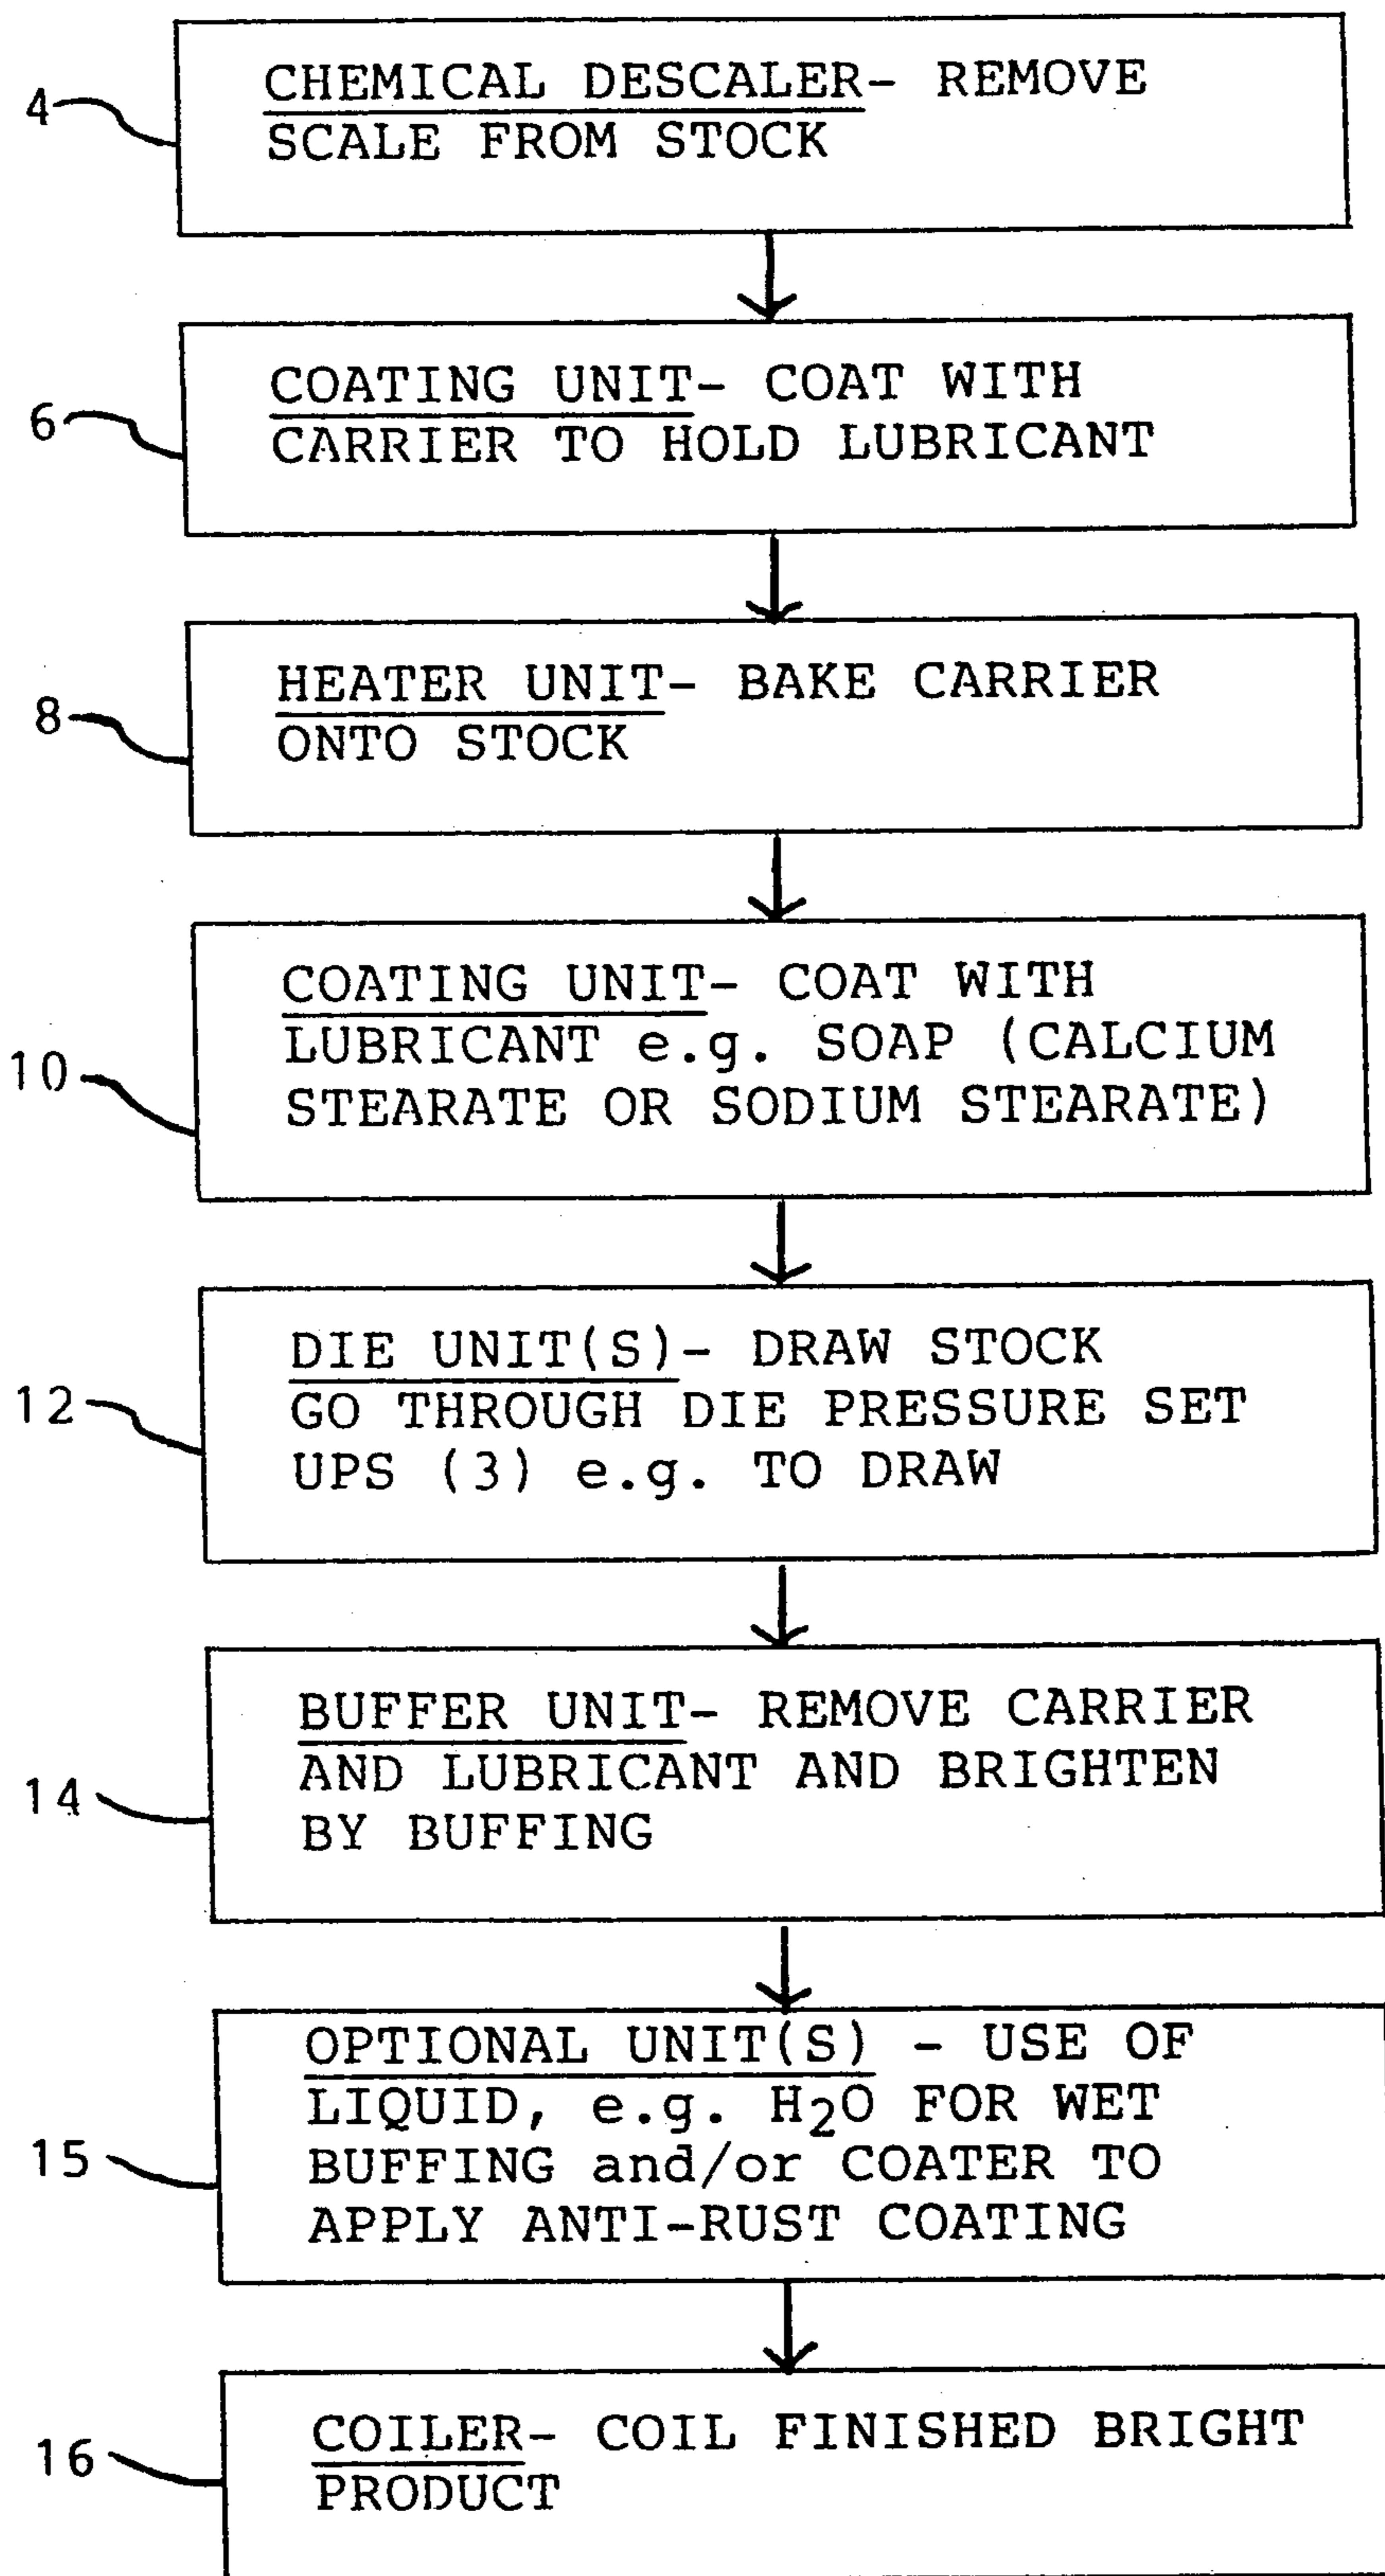 4
CHEMICAL DESCALER- REMOVE
SCALE FROM STOCK
6
COATING UNIT- COAT WITH
CARRIER TO HOLD LUBRICANT
8
HEATER UNIT- BAKE CARRIER
ONTO STOCK
10
COATING UNIT- COAT WITH
LUBRICANT e.g. SOAP (CALCIUM
STEARATE OR SODIUM STEARATE)
12
DIE UNIT(S)- DRAW STOCK
GO THROUGH DIE PRESSURE SET
UPS (3) e.g. TO DRAW
14
BUFFER UNIT- REMOVE CARRIER
AND LUBRICANT AND BRIGHTEN
BY BUFFING
15
OPTIONAL UNIT(S) - USE OF
LIQUID, e.g. H₂O FOR WET
BUFFING and/or COATER TO
APPLY ANTI-RUST COATING
16
COILER- COIL FINISHED BRIGHT
PRODUCT